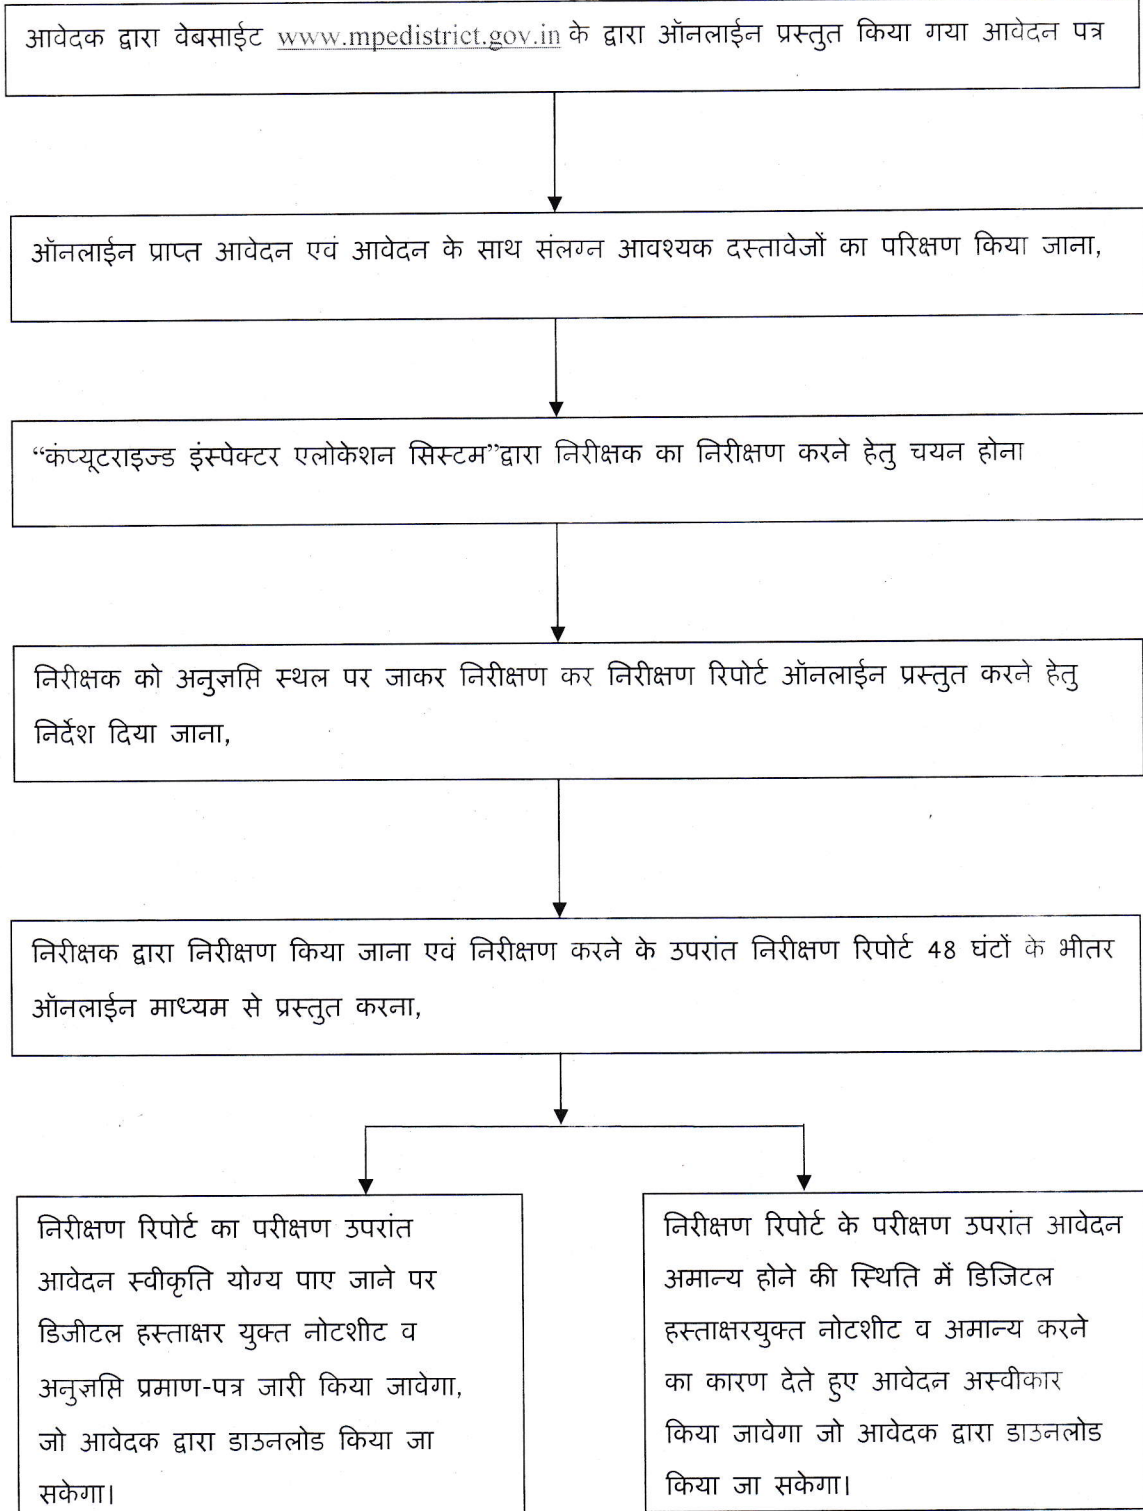 आवेदक द्वारा वेबसाईट www.mpedistrict.gov.in के द्वारा ऑनलाईन प्रस्तुत किया गया आवेदन पत्र
ऑनलाईन प्राप्त आवेदन एवं आवेदन के साथ संलग्न आवश्यक दस्तावेजों का परिक्षण किया जाना,
“कंप्यूटराइज्ड इंस्पेक्टर एलोकेशन सिस्टम”द्वारा निरीक्षक का निरीक्षण करने हेतु चयन होना
निरीक्षक को अनुज्ञप्ति स्थल पर जाकर निरीक्षण कर निरीक्षण रिपोर्ट ऑनलाईन प्रस्तुत करने हेतु
निर्देश दिया जाना,
निरीक्षक द्वारा निरीक्षण किया जाना एवं निरीक्षण करने के उपरांत निरीक्षण रिपोर्ट 48 घंटों के भीतर
ऑनलाईन माध्यम से प्रस्तुत करना,
निरीक्षण रिपोर्ट का परीक्षण उपरांत
आवेदन स्वीकृति योग्य पाए जाने पर
डिजीटल हस्ताक्षर युक्त नोटशीट व
अनुज्ञप्ति प्रमाण-पत्र जारी किया जावेगा,
जो आवेदक द्वारा डाउनलोड किया जा
सकेगा।
निरीक्षण रिपोर्ट के परीक्षण उपरांत आवेदन
अमान्य होने की स्थिति में डिजिटल
हस्ताक्षरयुक्त नोटशीट व अमान्य करने
का कारण देते हुए आवेदन अस्वीकार
किया जावेगा जो आवेदक द्वारा डाउनलोड
किया जा सकेगा।